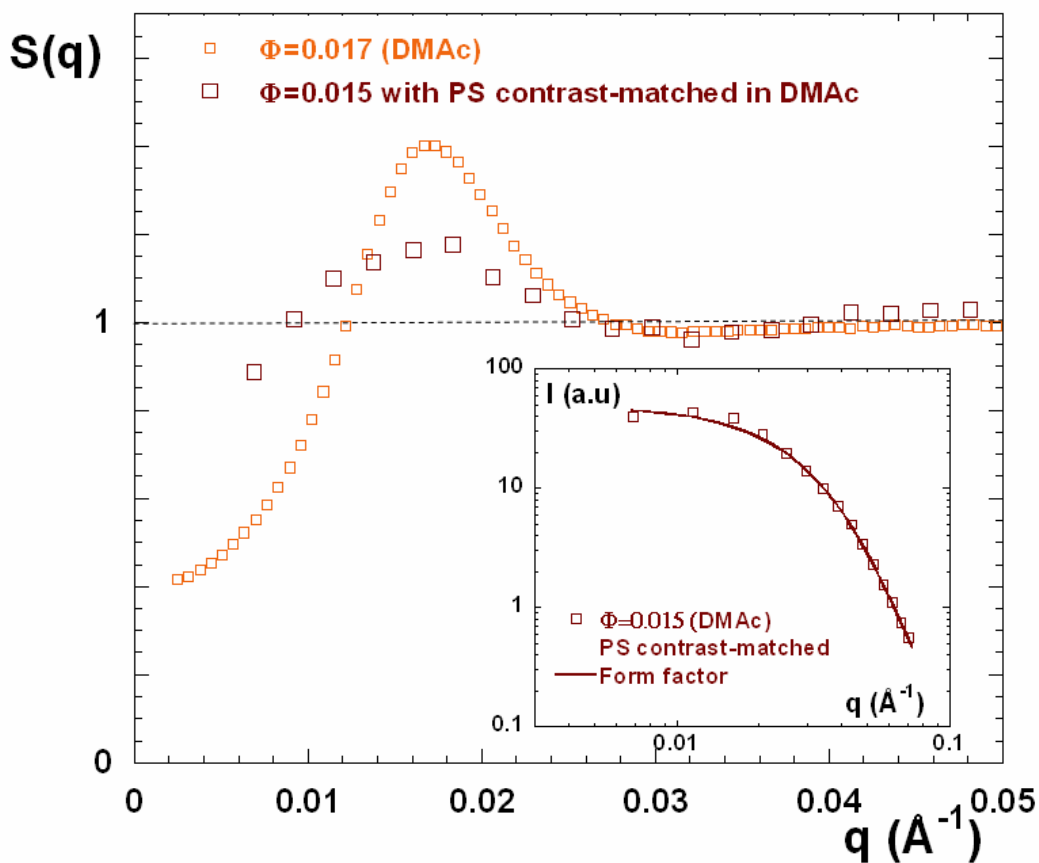 S(q)
Φ=0.017 (DMAc)
Φ=0.015 with PS contrast-matched in DMAc
1
0
0
0.01
0.02
0.03
0.04
0.05
q (Å⁻¹)
I (a.u)
100
10
1
0.1
Φ=0.015 (DMAc)
PS contrast-matched
Form factor
q (Å⁻¹)
0.01
0.1